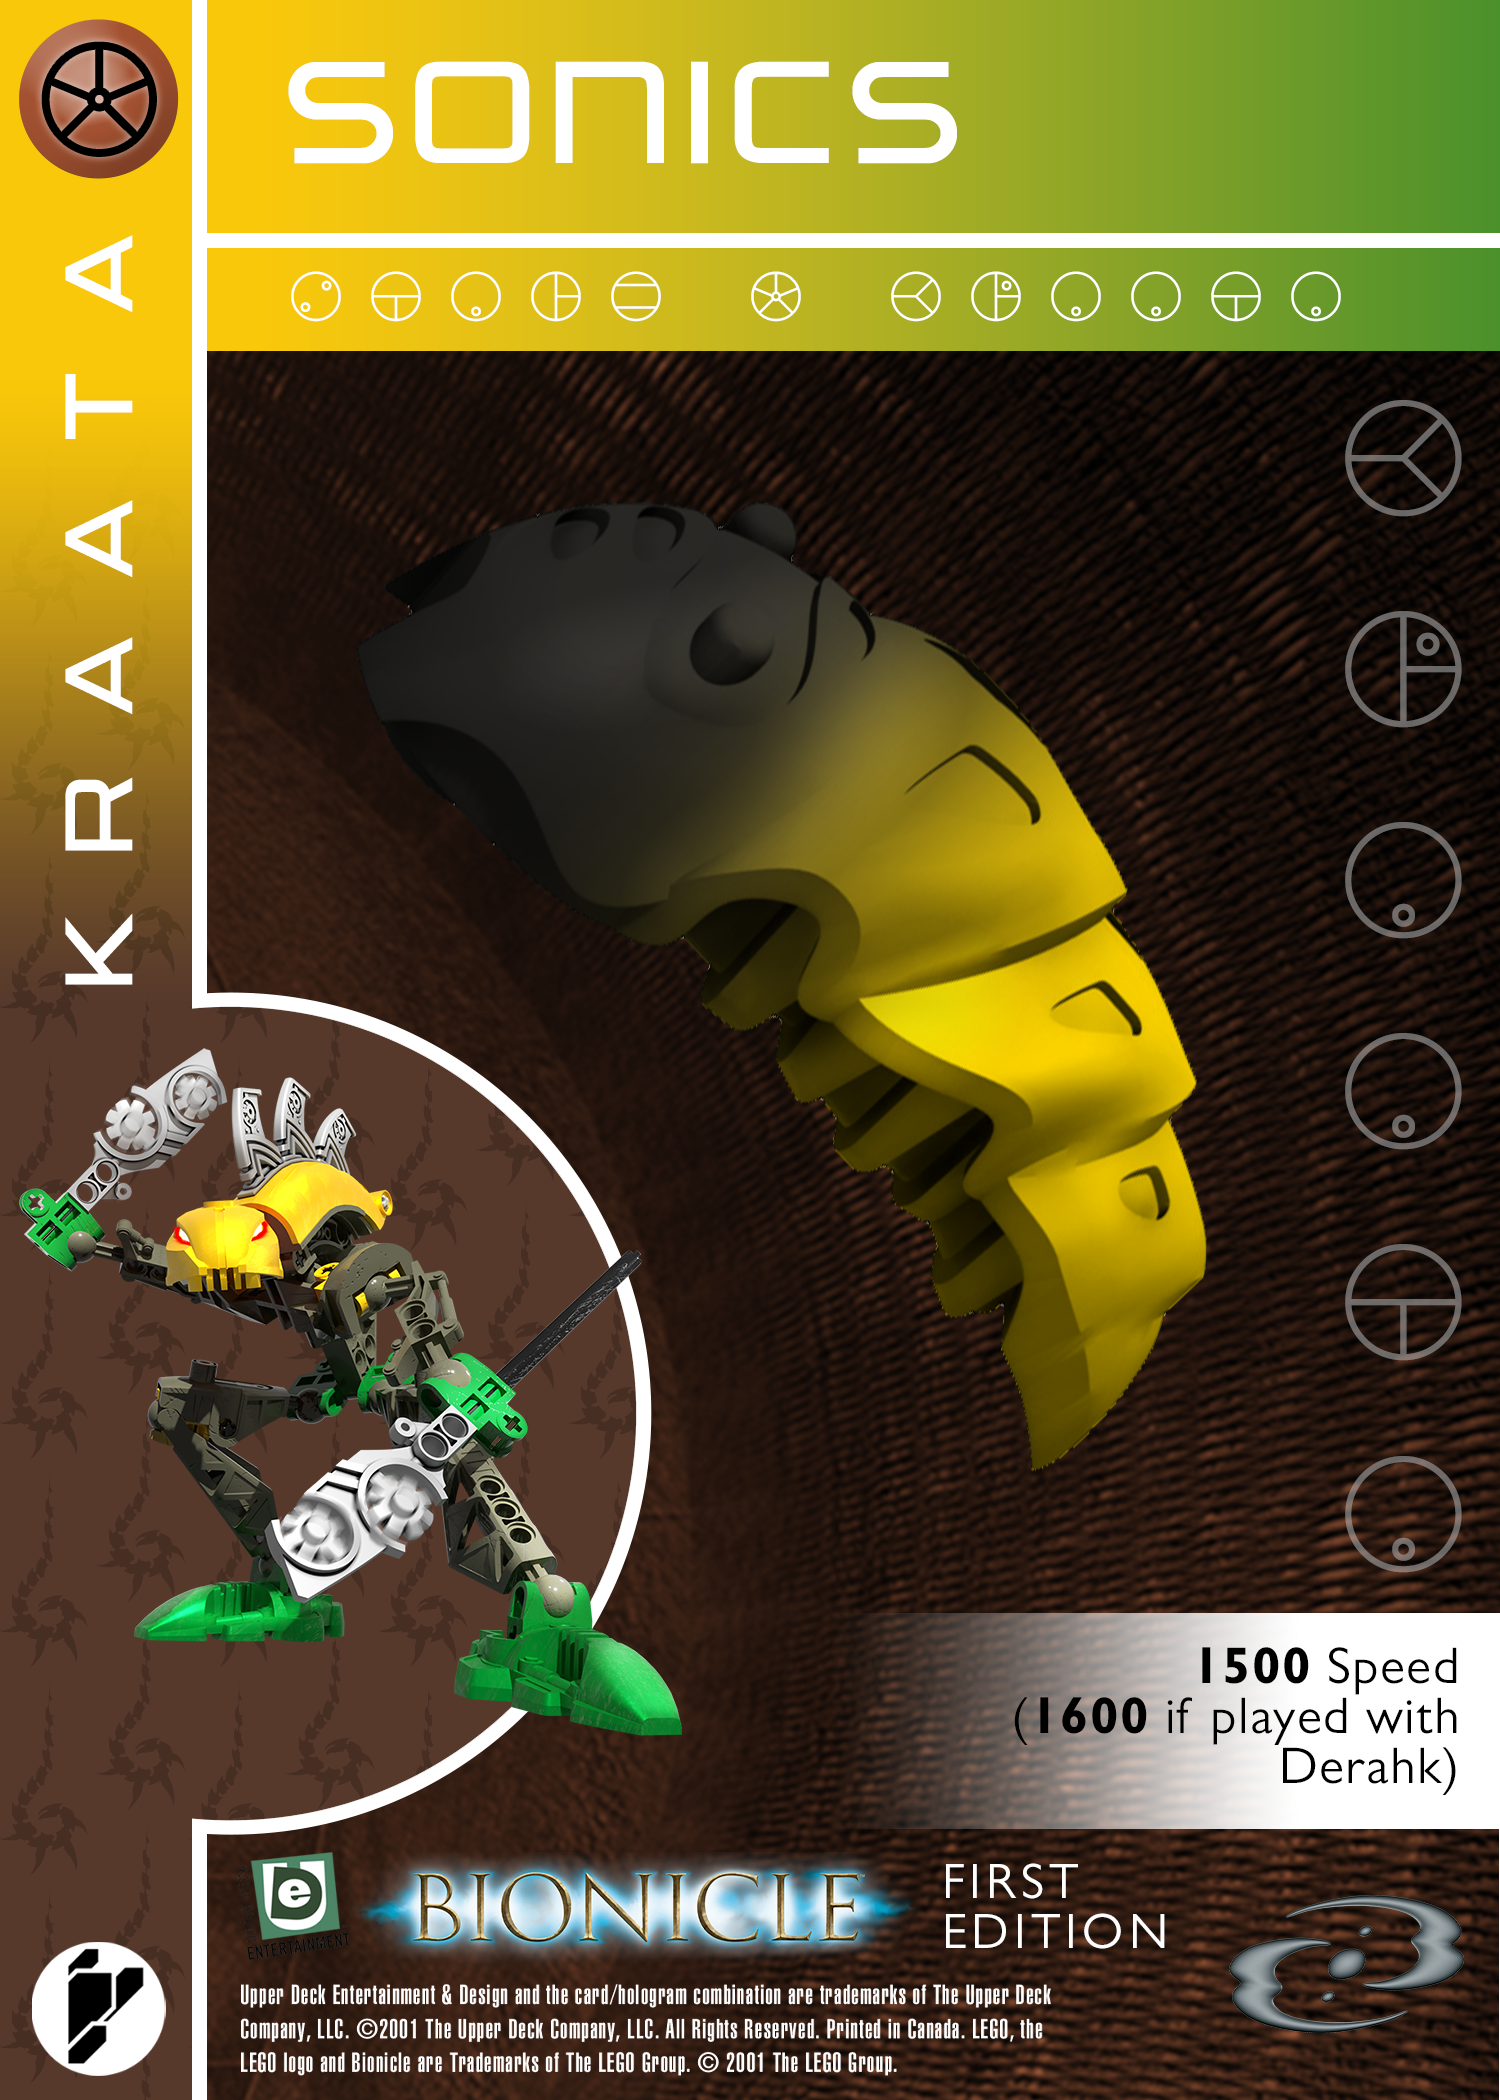 SONICS
KRAATA
1500 Speed
(1600 if played with
Derahk)
e
ENTERTAINMENT
BIONICLE
FIRST
EDITION
Upper Deck Entertainment & Design and the card/hologram combination are trademarks of The Upper Deck
Company, LLC. ©2001 The Upper Deck Company, LLC. All Rights Reserved. Printed in Canada. LEGO, the
LEGO logo and Bionicle are Trademarks of The LEGO Group. © 2001 The LEGO Group.